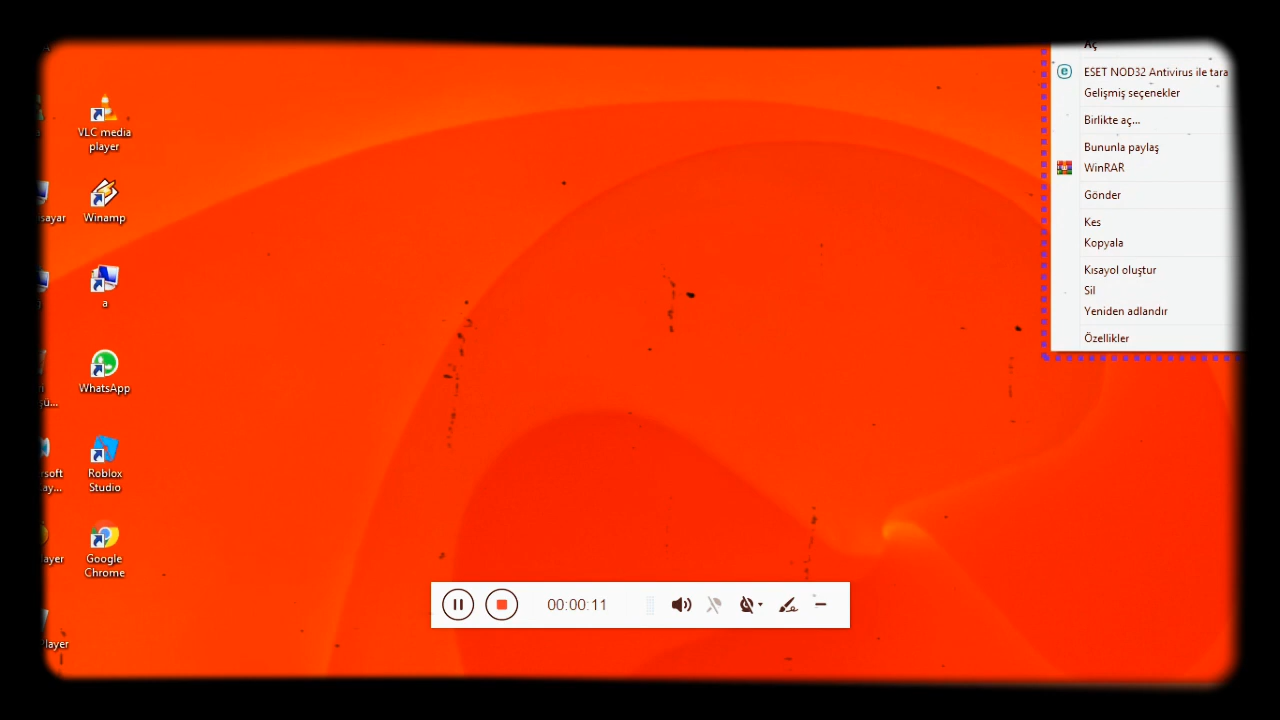 VLC media
player
Winamp
a
WhatsApp
Roblox
Studio
Google
Chrome
Aç
ESET NOD32 Antivirus ile tara
Gelişmiş seçenekler
Birlikte aç...
Bununla paylaş
WinRAR
Gönder
Kes
Kopyala
Kısayol oluştur
Sil
Yeniden adlandır
Özellikler
00:00:11